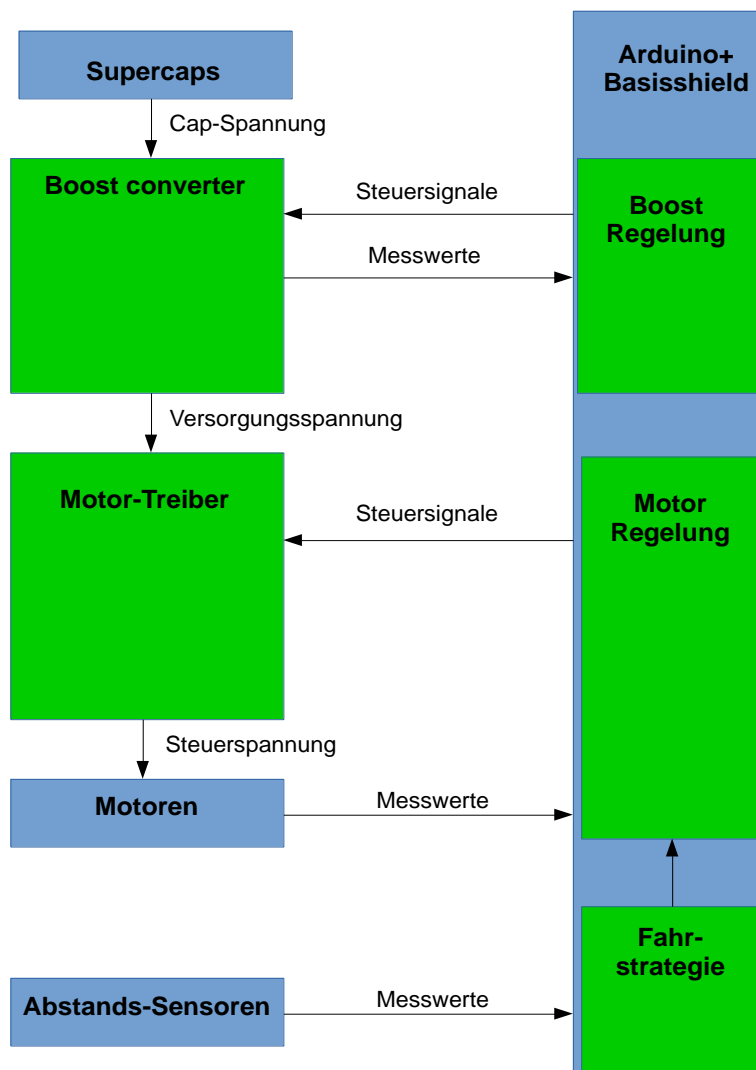 Supercaps
Arduino+
Basisshield
Cap-Spannung
Boost converter
Steuersignale
Boost
Regelung
Messwerte
Versorgungsspannung
Motor-Treiber
Steuersignale
Motor
Regelung
Steuerspannung
Motoren
Messwerte
Fahr-
strategie
Abstands-Sensoren
Messwerte